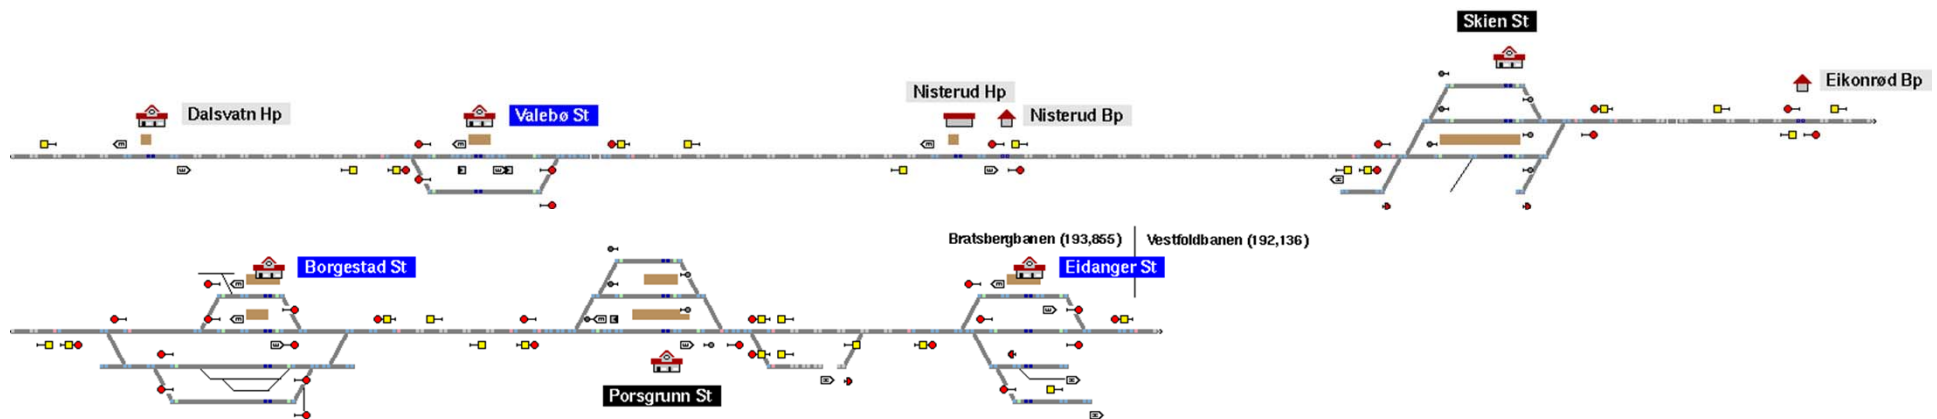 Skien St
Eikonrød Bp
Nisterud Hp
Dalsvatn Hp
Valebø St
Nisterud Bp
Bratsbergbanen (193,855)
Vestfoldbanen (192,136)
Borgestad St
Eidanger St
Porsgrunn St